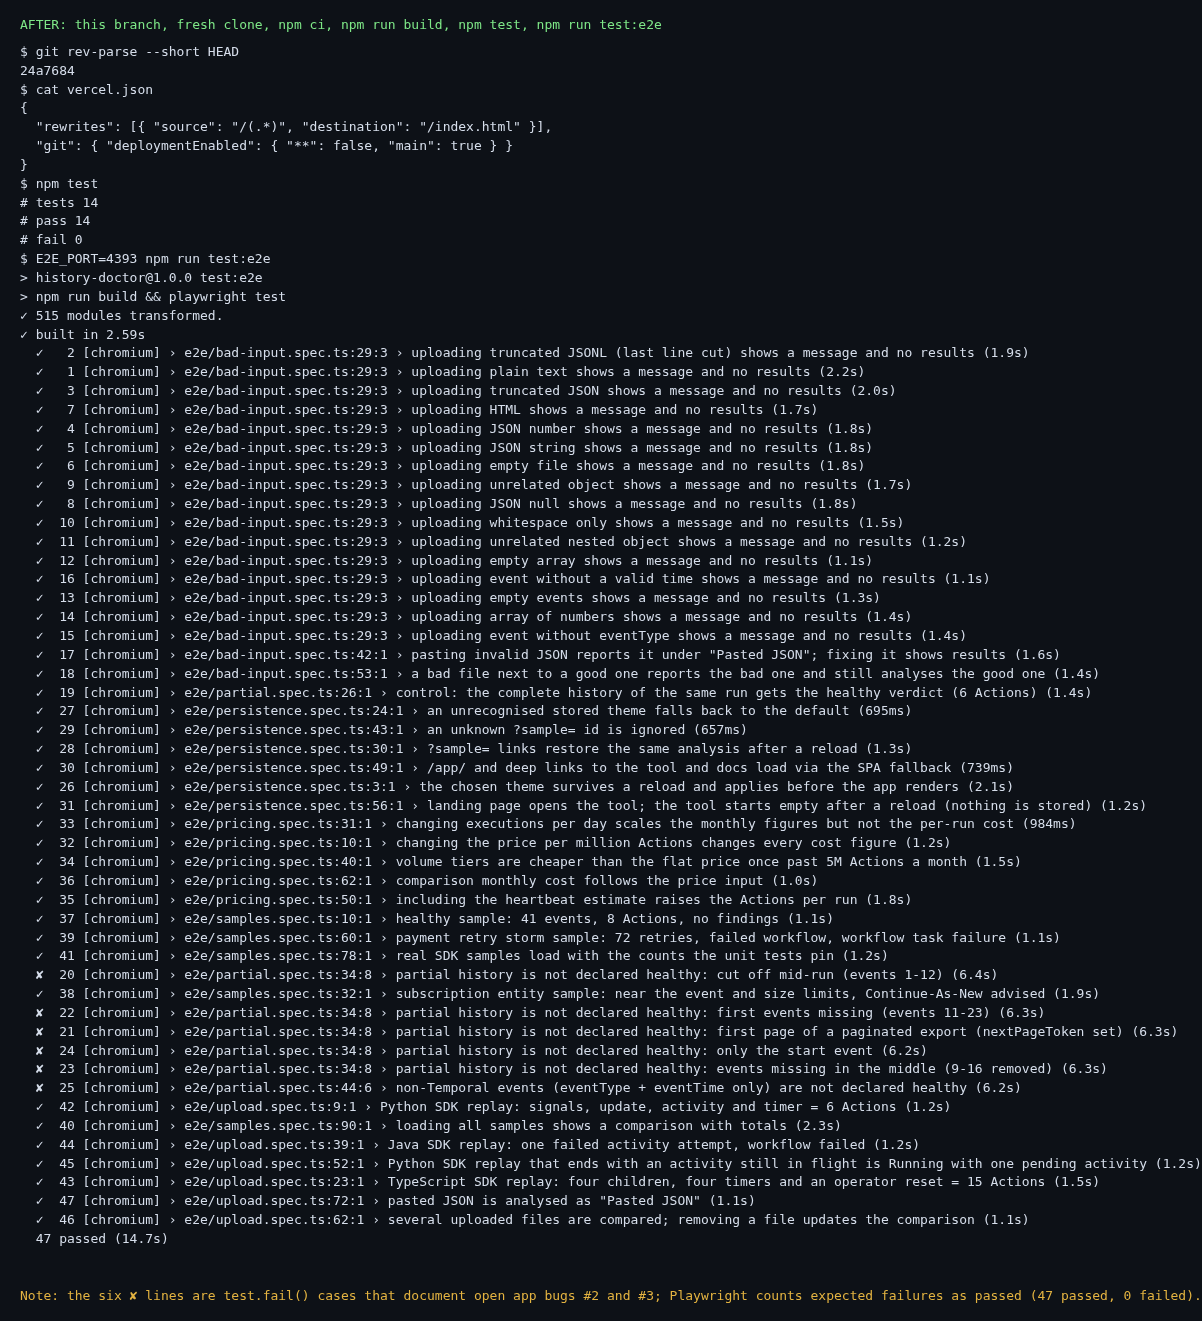 AFTER: this branch, fresh clone, npm ci, npm run build, npm test, npm run test:e2e
$ git rev-parse --short HEAD
24a7684
$ cat vercel.json
{
  "rewrites": [{ "source": "/(.*)", "destination": "/index.html" }],
  "git": { "deploymentEnabled": { "**": false, "main": true } }
}
$ npm test
# tests 14
# pass 14
# fail 0
$ E2E_PORT=4393 npm run test:e2e
> history-doctor@1.0.0 test:e2e
> npm run build && playwright test
✓ 515 modules transformed.
✓ built in 2.59s
  ✓   2 [chromium] › e2e/bad-input.spec.ts:29:3 › uploading truncated JSONL (last line cut) shows a message and no results (1.9s)
  ✓   1 [chromium] › e2e/bad-input.spec.ts:29:3 › uploading plain text shows a message and no results (2.2s)
  ✓   3 [chromium] › e2e/bad-input.spec.ts:29:3 › uploading truncated JSON shows a message and no results (2.0s)
  ✓   7 [chromium] › e2e/bad-input.spec.ts:29:3 › uploading HTML shows a message and no results (1.7s)
  ✓   4 [chromium] › e2e/bad-input.spec.ts:29:3 › uploading JSON number shows a message and no results (1.8s)
  ✓   5 [chromium] › e2e/bad-input.spec.ts:29:3 › uploading JSON string shows a message and no results (1.8s)
  ✓   6 [chromium] › e2e/bad-input.spec.ts:29:3 › uploading empty file shows a message and no results (1.8s)
  ✓   9 [chromium] › e2e/bad-input.spec.ts:29:3 › uploading unrelated object shows a message and no results (1.7s)
  ✓   8 [chromium] › e2e/bad-input.spec.ts:29:3 › uploading JSON null shows a message and no results (1.8s)
  ✓  10 [chromium] › e2e/bad-input.spec.ts:29:3 › uploading whitespace only shows a message and no results (1.5s)
  ✓  11 [chromium] › e2e/bad-input.spec.ts:29:3 › uploading unrelated nested object shows a message and no results (1.2s)
  ✓  12 [chromium] › e2e/bad-input.spec.ts:29:3 › uploading empty array shows a message and no results (1.1s)
  ✓  16 [chromium] › e2e/bad-input.spec.ts:29:3 › uploading event without a valid time shows a message and no results (1.1s)
  ✓  13 [chromium] › e2e/bad-input.spec.ts:29:3 › uploading empty events shows a message and no results (1.3s)
  ✓  14 [chromium] › e2e/bad-input.spec.ts:29:3 › uploading array of numbers shows a message and no results (1.4s)
  ✓  15 [chromium] › e2e/bad-input.spec.ts:29:3 › uploading event without eventType shows a message and no results (1.4s)
  ✓  17 [chromium] › e2e/bad-input.spec.ts:42:1 › pasting invalid JSON reports it under "Pasted JSON"; fixing it shows results (1.6s)
  ✓  18 [chromium] › e2e/bad-input.spec.ts:53:1 › a bad file next to a good one reports the bad one and still analyses the good one (1.4s)
  ✓  19 [chromium] › e2e/partial.spec.ts:26:1 › control: the complete history of the same run gets the healthy verdict (6 Actions) (1.4s)
  ✓  27 [chromium] › e2e/persistence.spec.ts:24:1 › an unrecognised stored theme falls back to the default (695ms)
  ✓  29 [chromium] › e2e/persistence.spec.ts:43:1 › an unknown ?sample= id is ignored (657ms)
  ✓  28 [chromium] › e2e/persistence.spec.ts:30:1 › ?sample= links restore the same analysis after a reload (1.3s)
  ✓  30 [chromium] › e2e/persistence.spec.ts:49:1 › /app/ and deep links to the tool and docs load via the SPA fallback (739ms)
  ✓  26 [chromium] › e2e/persistence.spec.ts:3:1 › the chosen theme survives a reload and applies before the app renders (2.1s)
  ✓  31 [chromium] › e2e/persistence.spec.ts:56:1 › landing page opens the tool; the tool starts empty after a reload (nothing is stored) (1.2s)
  ✓  33 [chromium] › e2e/pricing.spec.ts:31:1 › changing executions per day scales the monthly figures but not the per-run cost (984ms)
  ✓  32 [chromium] › e2e/pricing.spec.ts:10:1 › changing the price per million Actions changes every cost figure (1.2s)
  ✓  34 [chromium] › e2e/pricing.spec.ts:40:1 › volume tiers are cheaper than the flat price once past 5M Actions a month (1.5s)
  ✓  36 [chromium] › e2e/pricing.spec.ts:62:1 › comparison monthly cost follows the price input (1.0s)
  ✓  35 [chromium] › e2e/pricing.spec.ts:50:1 › including the heartbeat estimate raises the Actions per run (1.8s)
  ✓  37 [chromium] › e2e/samples.spec.ts:10:1 › healthy sample: 41 events, 8 Actions, no findings (1.1s)
  ✓  39 [chromium] › e2e/samples.spec.ts:60:1 › payment retry storm sample: 72 retries, failed workflow, workflow task failure (1.1s)
  ✓  41 [chromium] › e2e/samples.spec.ts:78:1 › real SDK samples load with the counts the unit tests pin (1.2s)
  ✘  20 [chromium] › e2e/partial.spec.ts:34:8 › partial history is not declared healthy: cut off mid-run (events 1-12) (6.4s)
  ✓  38 [chromium] › e2e/samples.spec.ts:32:1 › subscription entity sample: near the event and size limits, Continue-As-New advised (1.9s)
  ✘  22 [chromium] › e2e/partial.spec.ts:34:8 › partial history is not declared healthy: first events missing (events 11-23) (6.3s)
  ✘  21 [chromium] › e2e/partial.spec.ts:34:8 › partial history is not declared healthy: first page of a paginated export (nextPageToken set) (6.3s)
  ✘  24 [chromium] › e2e/partial.spec.ts:34:8 › partial history is not declared healthy: only the start event (6.2s)
  ✘  23 [chromium] › e2e/partial.spec.ts:34:8 › partial history is not declared healthy: events missing in the middle (9-16 removed) (6.3s)
  ✘  25 [chromium] › e2e/partial.spec.ts:44:6 › non-Temporal events (eventType + eventTime only) are not declared healthy (6.2s)
  ✓  42 [chromium] › e2e/upload.spec.ts:9:1 › Python SDK replay: signals, update, activity and timer = 6 Actions (1.2s)
  ✓  40 [chromium] › e2e/samples.spec.ts:90:1 › loading all samples shows a comparison with totals (2.3s)
  ✓  44 [chromium] › e2e/upload.spec.ts:39:1 › Java SDK replay: one failed activity attempt, workflow failed (1.2s)
  ✓  45 [chromium] › e2e/upload.spec.ts:52:1 › Python SDK replay that ends with an activity still in flight is Running with one pending activity (1.2s)
  ✓  43 [chromium] › e2e/upload.spec.ts:23:1 › TypeScript SDK replay: four children, four timers and an operator reset = 15 Actions (1.5s)
  ✓  47 [chromium] › e2e/upload.spec.ts:72:1 › pasted JSON is analysed as "Pasted JSON" (1.1s)
  ✓  46 [chromium] › e2e/upload.spec.ts:62:1 › several uploaded files are compared; removing a file updates the comparison (1.1s)
  47 passed (14.7s)
Note: the six ✘ lines are test.fail() cases that document open app bugs #2 and #3; Playwright counts expected failures as passed (47 passed, 0 failed).